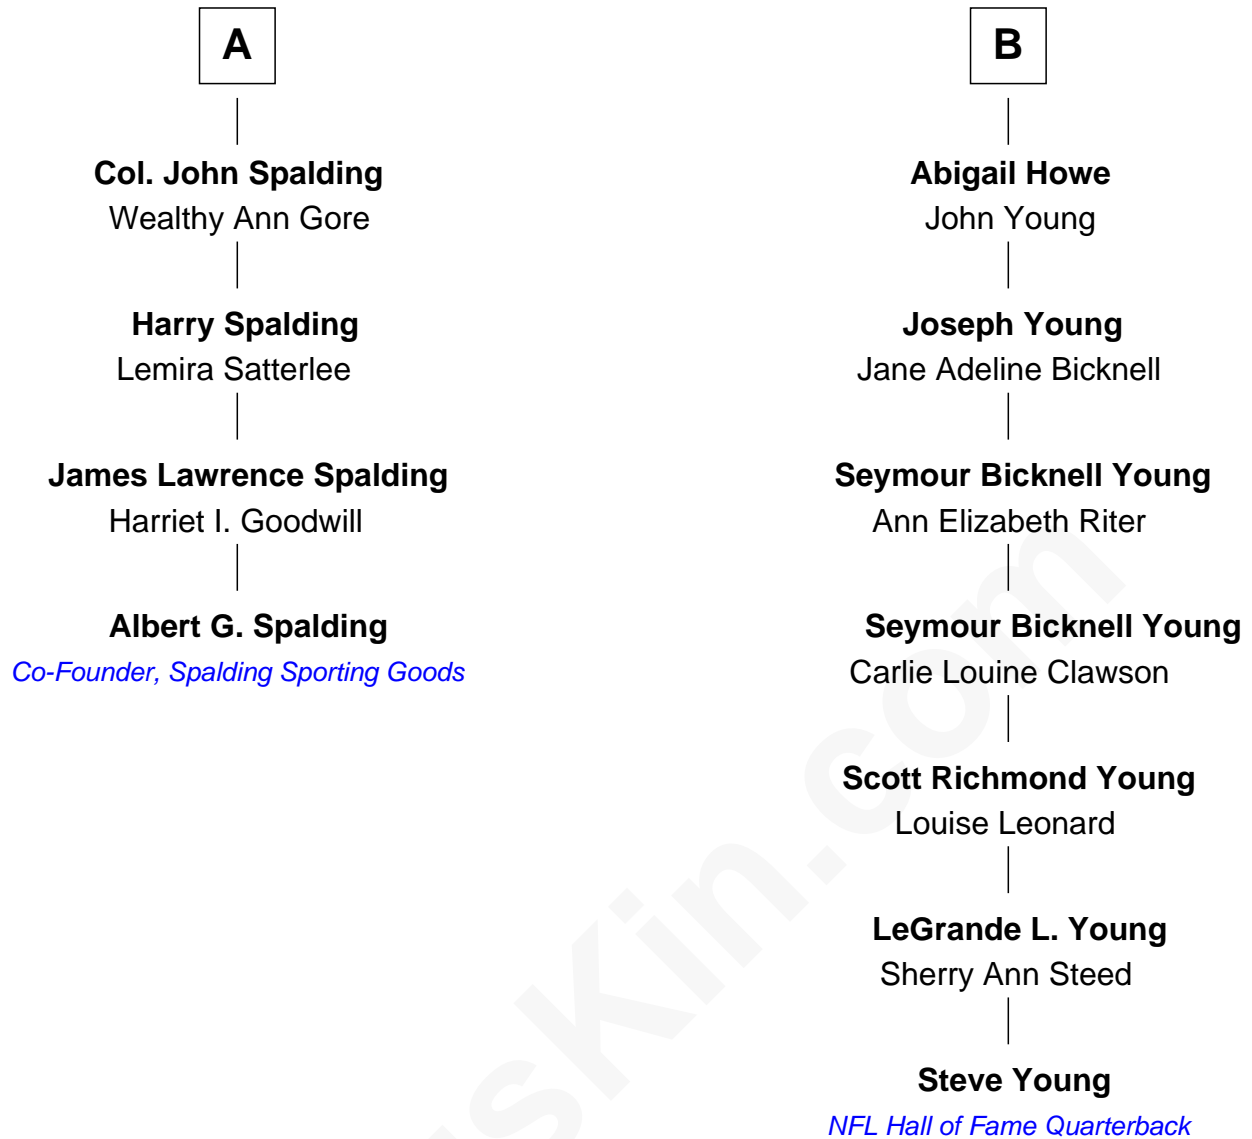 A
Col. John Spalding
Wealthy Ann Gore
Harry Spalding
Lemira Satterlee
James Lawrence Spalding
Harriet I. Goodwill
Albert G. Spalding
Co-Founder, Spalding Sporting Goods
B
Abigail Howe
John Young
Joseph Young
Jane Adeline Bicknell
Seymour Bicknell Young
Ann Elizabeth Riter
Seymour Bicknell Young
Carlie Louine Clawson
Scott Richmond Young
Louise Leonard
LeGrande L. Young
Sherry Ann Steed
Steve Young
NFL Hall of Fame Quarterback
sKin.com